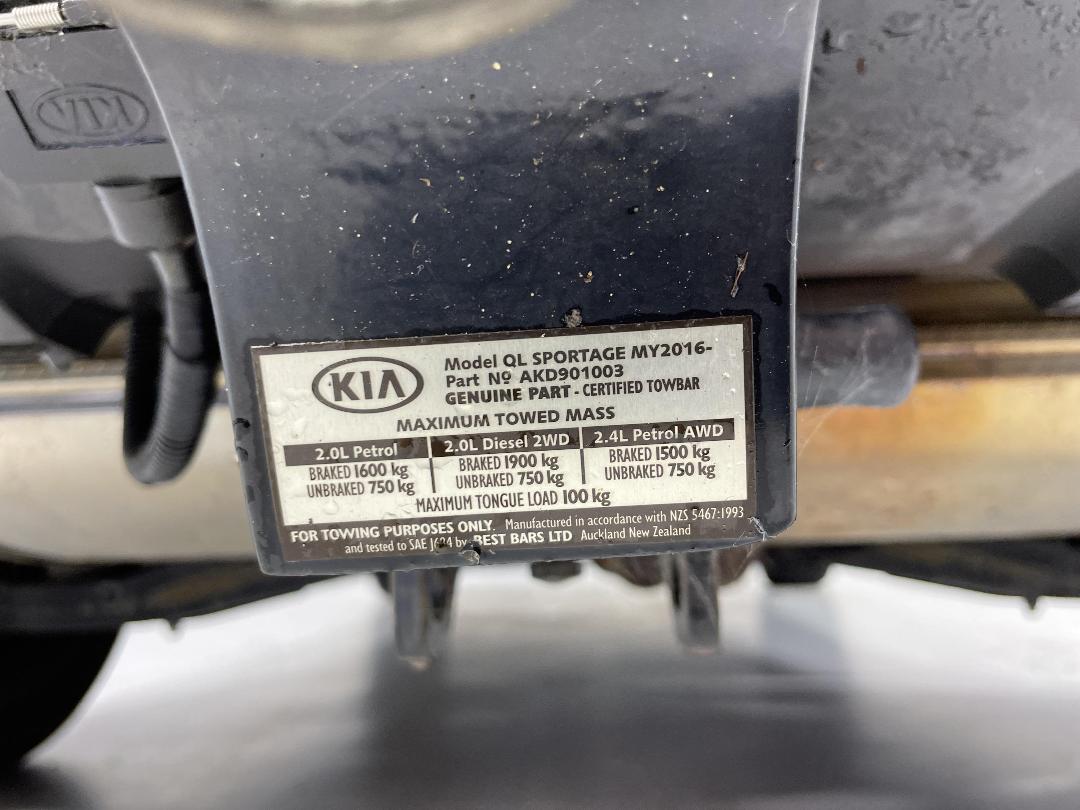 KIA
KIA
Model QL SPORTAGE MY2016-
Part Nº AKD901003
GENUINE PART - CERTIFIED TOWBAR
MAXIMUM TOWED MASS
2.0L Petrol 2.0L Diesel 2WD 2.4L Petrol AWD
BRAKED 1600 kg BRAKED 1900 kg BRAKED 1500 kg
UNBRAKED 750 kg UNBRAKED 750 kg UNBRAKED 750 kg
MAXIMUM TONGUE LOAD 100 kg
FOR TOWING PURPOSES ONLY. Manufactured in accordance with NZS 5467:1993
and tested to SAE J684 by BEST BARS LTD Auckland New Zealand